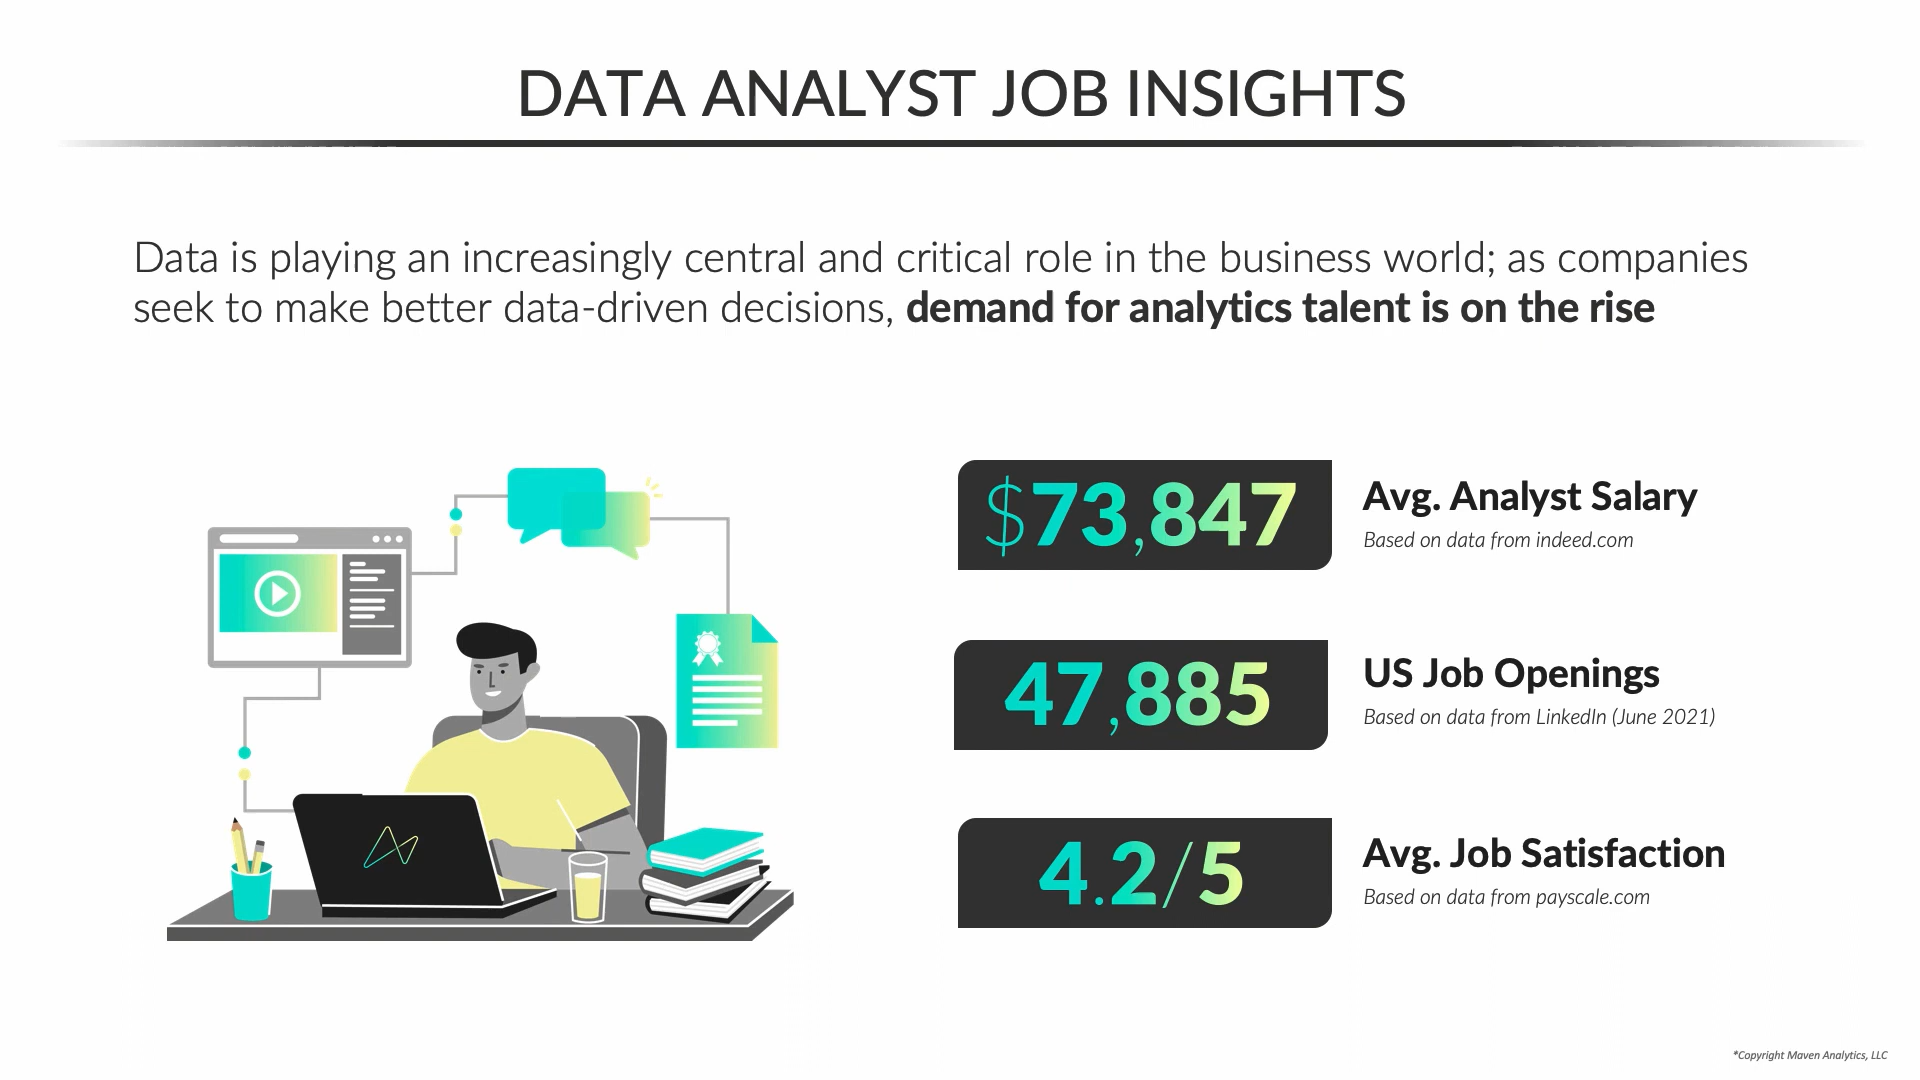 DATA ANALYST JOB INSIGHTS
Data is playing an increasingly central and critical role in the business world; as companies
seek to make better data-driven decisions, demand for analytics talent is on the rise
$73,847
Avg. Analyst Salary
Based on data from indeed.com
47,885
US Job Openings
Based on data from LinkedIn (June 2021)
4.2/5
Avg. Job Satisfaction
Based on data from payscale.com
*Copyright Maven Analytics, LLC